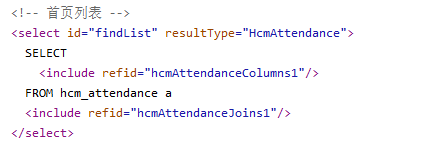 <!-- 首页列表 -->
<select id="findList" resultType="HcmAttendance">
SELECT
<include refid="hcmAttendanceColumns1"/>
FROM hcm_attendance a
<include refid="hcmAttendanceJoins1"/>
</select>